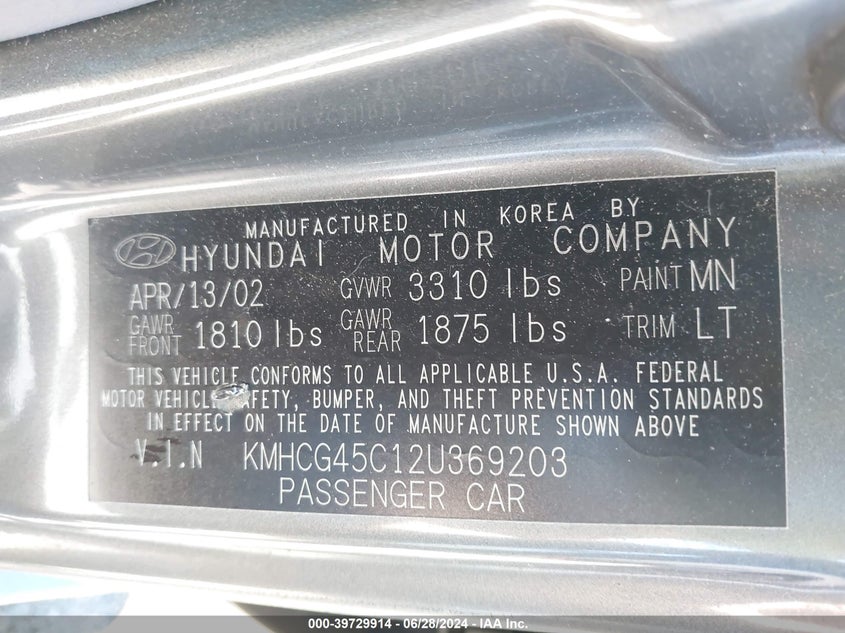 MANUFACTURED IN KOREA BY
HYUNDAI MOTOR COMPANY
APR/13/02 GVWR 3310 lbs PAINT MN
GAWR FRONT 1810 lbs GAWR REAR 1875 lbs TRIM LT
THIS VEHICLE CONFORMS TO ALL APPLICABLE U.S.A. FEDERAL
MOTOR VEHICLE SAFETY, BUMPER, AND THEFT PREVENTION STANDARDS
IN EFFECT ON THE DATE OF MANUFACTURE SHOWN ABOVE
V.I.N KMHCG45C12U369203
PASSENGER CAR
000-39729914 - 06/28/2024 - IAA Inc.